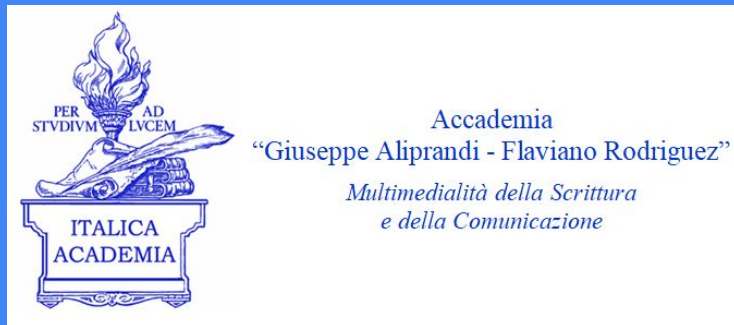 PER AD
STVDIVM LVCEM
ITALICA
ACADEMIA
Accademia
“Giuseppe Aliprandi - Flaviano Rodriguez”
Multimedialità della Scrittura
e della Comunicazione